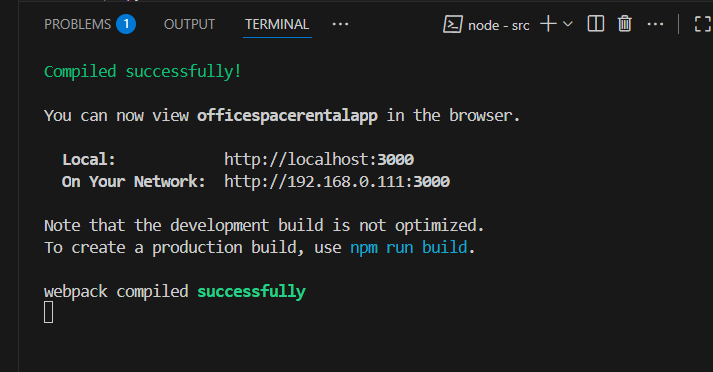 PROBLEMS 1 OUTPUT TERMINAL ··· node - src ···
Compiled successfully!
You can now view officespacerentalapp in the browser.
Local: http://localhost:3000
On Your Network: http://192.168.0.111:3000
Note that the development build is not optimized.
To create a production build, use npm run build.
webpack compiled successfully